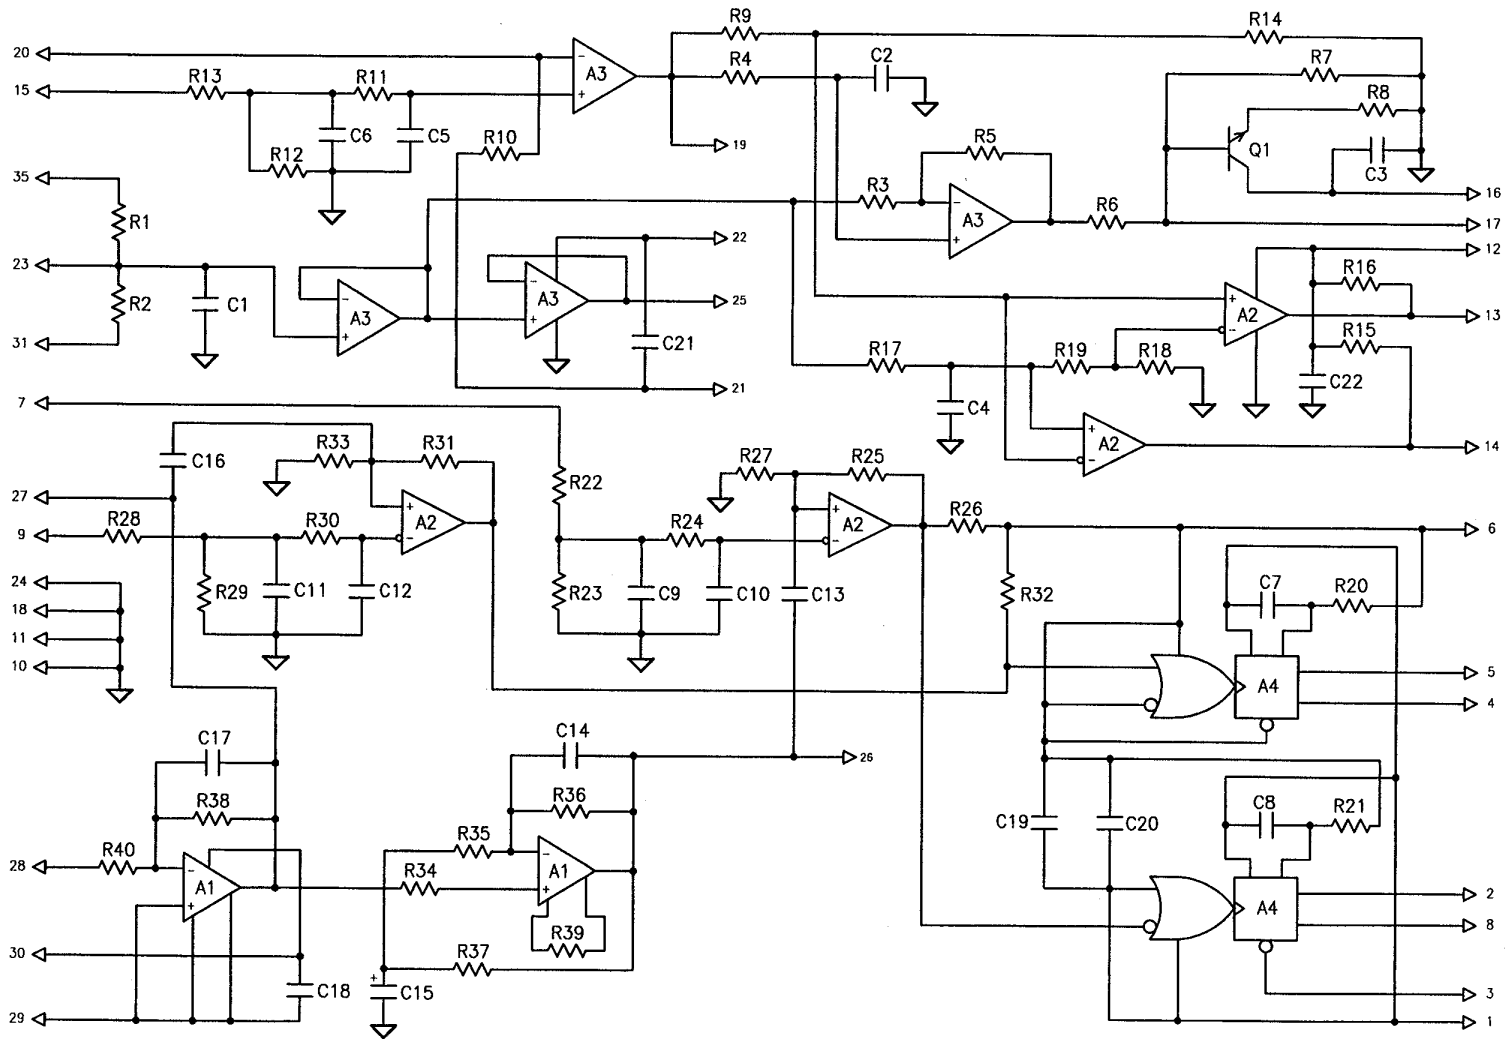 R9
R14
20
A3
R4
C2
R7
R13
R11
15
R8
C6
C5
R10
19
Q1
C3
R12
R5
35
R3
16
R1
A3
R6
17
22
12
23
R16
R2
C1
A3
A3
25
A2
13
R15
31
C21
R17
R19
R18
C22
21
7
C4
A2
14
R33
R31
C16
R27
R25
R22
27
A2
A2
R26
6
9
R28
R30
R24
24
R29
C11
C12
R23
C9
C10
C13
R32
C7
R20
18
11
10
5
A4
4
C17
C14
26
R38
R36
C8
R21
C19
C20
R35
R40
28
A1
R34
A1
2
A4
8
R39
30
R37
+
C18
C15
3
29
1